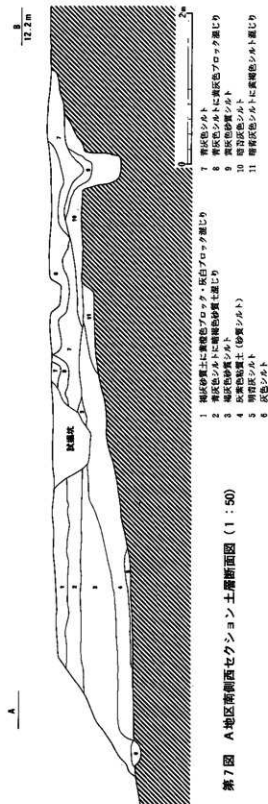 A
B
12.2m
試掘坑
0
2m
第7図 A地区南側西セクション土層断面図(1:50)
1 褐灰砂質土に黄橙色ブロック・灰白ブロック混じり
2 青灰色シルトに暗褐色砂質土混じり
3 褐灰色砂質シルト
4 灰黄色粘質土(砂質シルト)
5 明青灰シルト
6 灰色シルト
7 青灰色シルト
8 青灰色シルトに黄灰色ブロック混じり
9 黄灰色砂質シルト
10 暗青灰色シルト
11 暗青灰色シルトに黄褐色シルト混じり